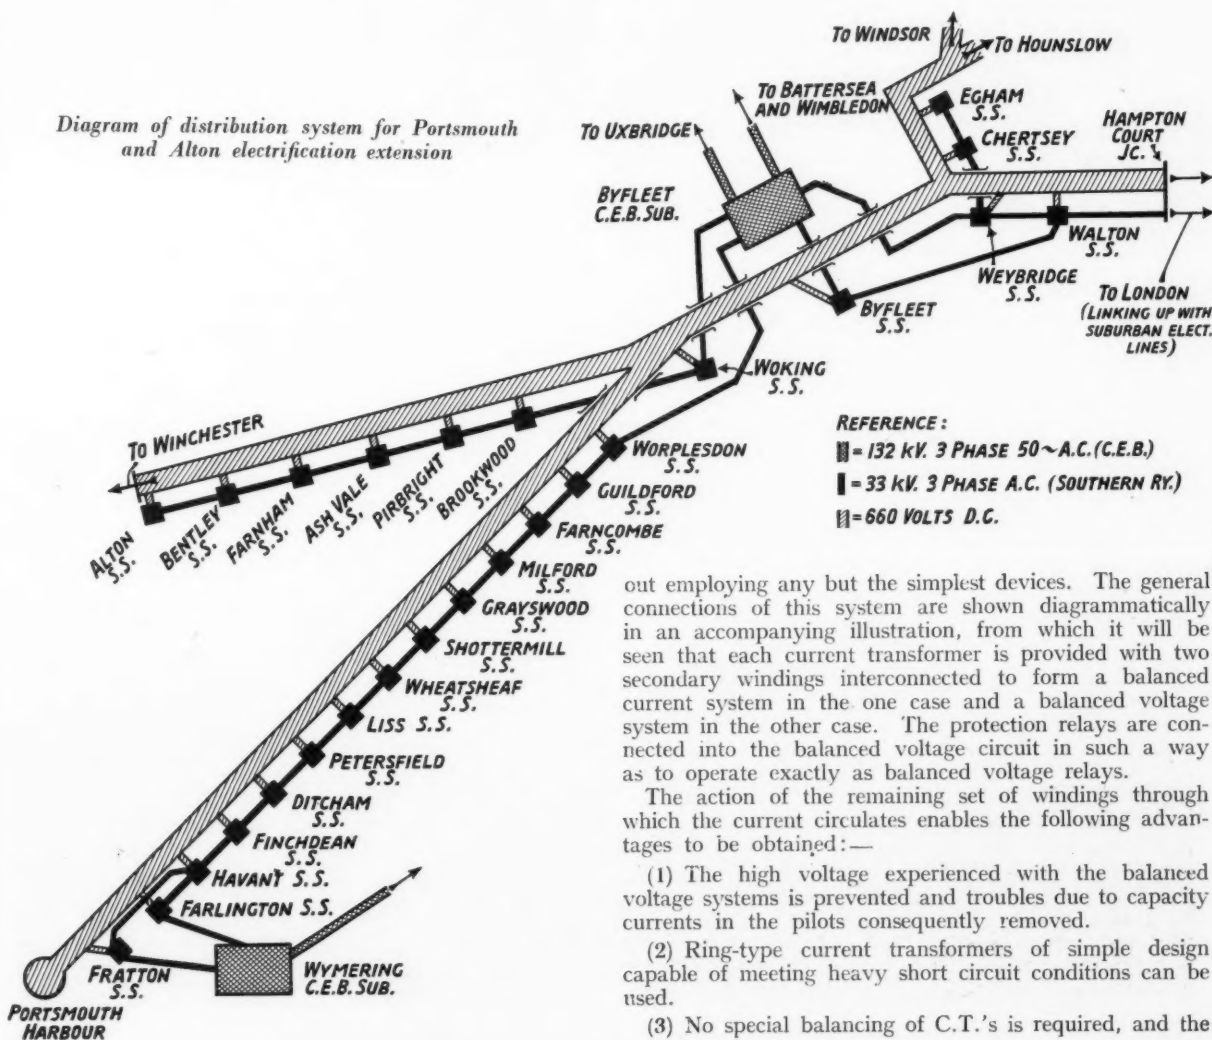 Diagram of distribution system for Portsmouth
and Alton electrification extension
TO WINDSOR
TO HOUNSLOW
TO BATTERSEA
AND WIMBLEDON
TO UXBRIDGE
EGHAM
S.S.
CHERTSEY
S.S.
HAMPTON
COURT
JC.
BYFLEET
C.E.B. SUB.
WALTON
S.S.
WEYBRIDGE
S.S.
BYFLEET
S.S.
TO LONDON
(LINKING UP WITH
SUBURBAN ELECT.
LINES)
WOKING
S.S.
TO WINCHESTER
ALTON
S.S.
BENTLEY
S.S.
FARNHAM
S.S.
ASH VALE
S.S.
PIRBRIGHT
S.S.
BROOKWOOD
S.S.
WORPLESDON
S.S.
GUILDFORD
S.S.
FARNCOMBE
S.S.
MILFORD
S.S.
GRAYSWOOD
S.S.
SHOTTERMILL
S.S.
WHEATSHEAF
S.S.
LISS S.S.
PETERSFIELD
S.S.
DITCHAM
S.S.
FINCHDEAN
S.S.
HAVANT S.S.
FARLINGTON S.S.
FRATTON
S.S.
WYMERING
C.E.B. SUB.
PORTSMOUTH
HARBOUR
REFERENCE:
= 132 KV. 3 PHASE 50~A.C. (C.E.B.)
= 33 KV. 3 PHASE A.C. (SOUTHERN RY.)
= 660 VOLTS D.C.
out employing any but the simplest devices. The general
connections of this system are shown diagrammatically
in an accompanying illustration, from which it will be
seen that each current transformer is provided with two
secondary windings interconnected to form a balanced
current system in the one case and a balanced voltage
system in the other case. The protection relays are con-
nected into the balanced voltage circuit in such a way
as to operate exactly as balanced voltage relays.
The action of the remaining set of windings through
which the current circulates enables the following advan-
tages to be obtained:—
(1) The high voltage experienced with the balanced
voltage systems is prevented and troubles due to capacity
currents in the pilots consequently removed.
(2) Ring-type current transformers of simple design
capable of meeting heavy short circuit conditions can be
used.
(3) No special balancing of C.T.'s is required, and the